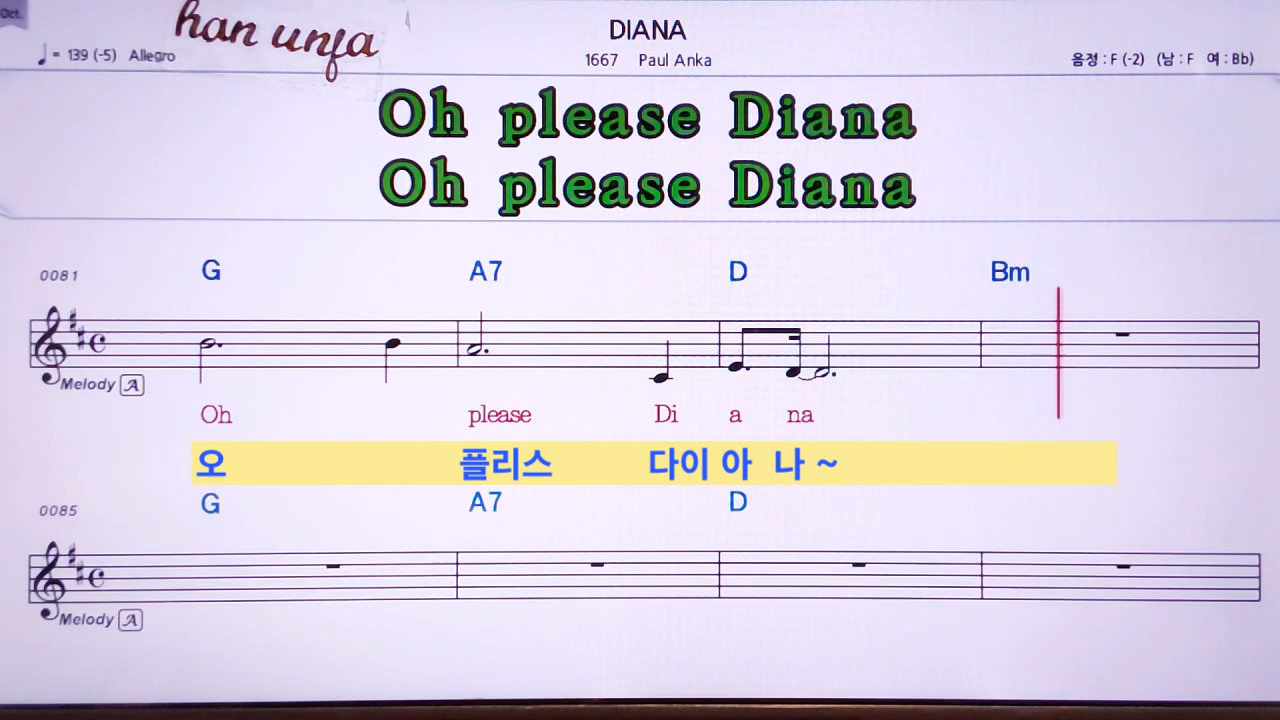 Oct.
han unja
♩ = 139 (-5) Allegro
DIANA
1667 Paul Anka
음정 : F (-2) (남 : F 여 : Bb)
Oh please Diana
Oh please Diana
0081
G A7 D Bm
Melody A
Oh please Di a na
오 플리스 다이 아 나 ~
0085
G A7 D
Melody A